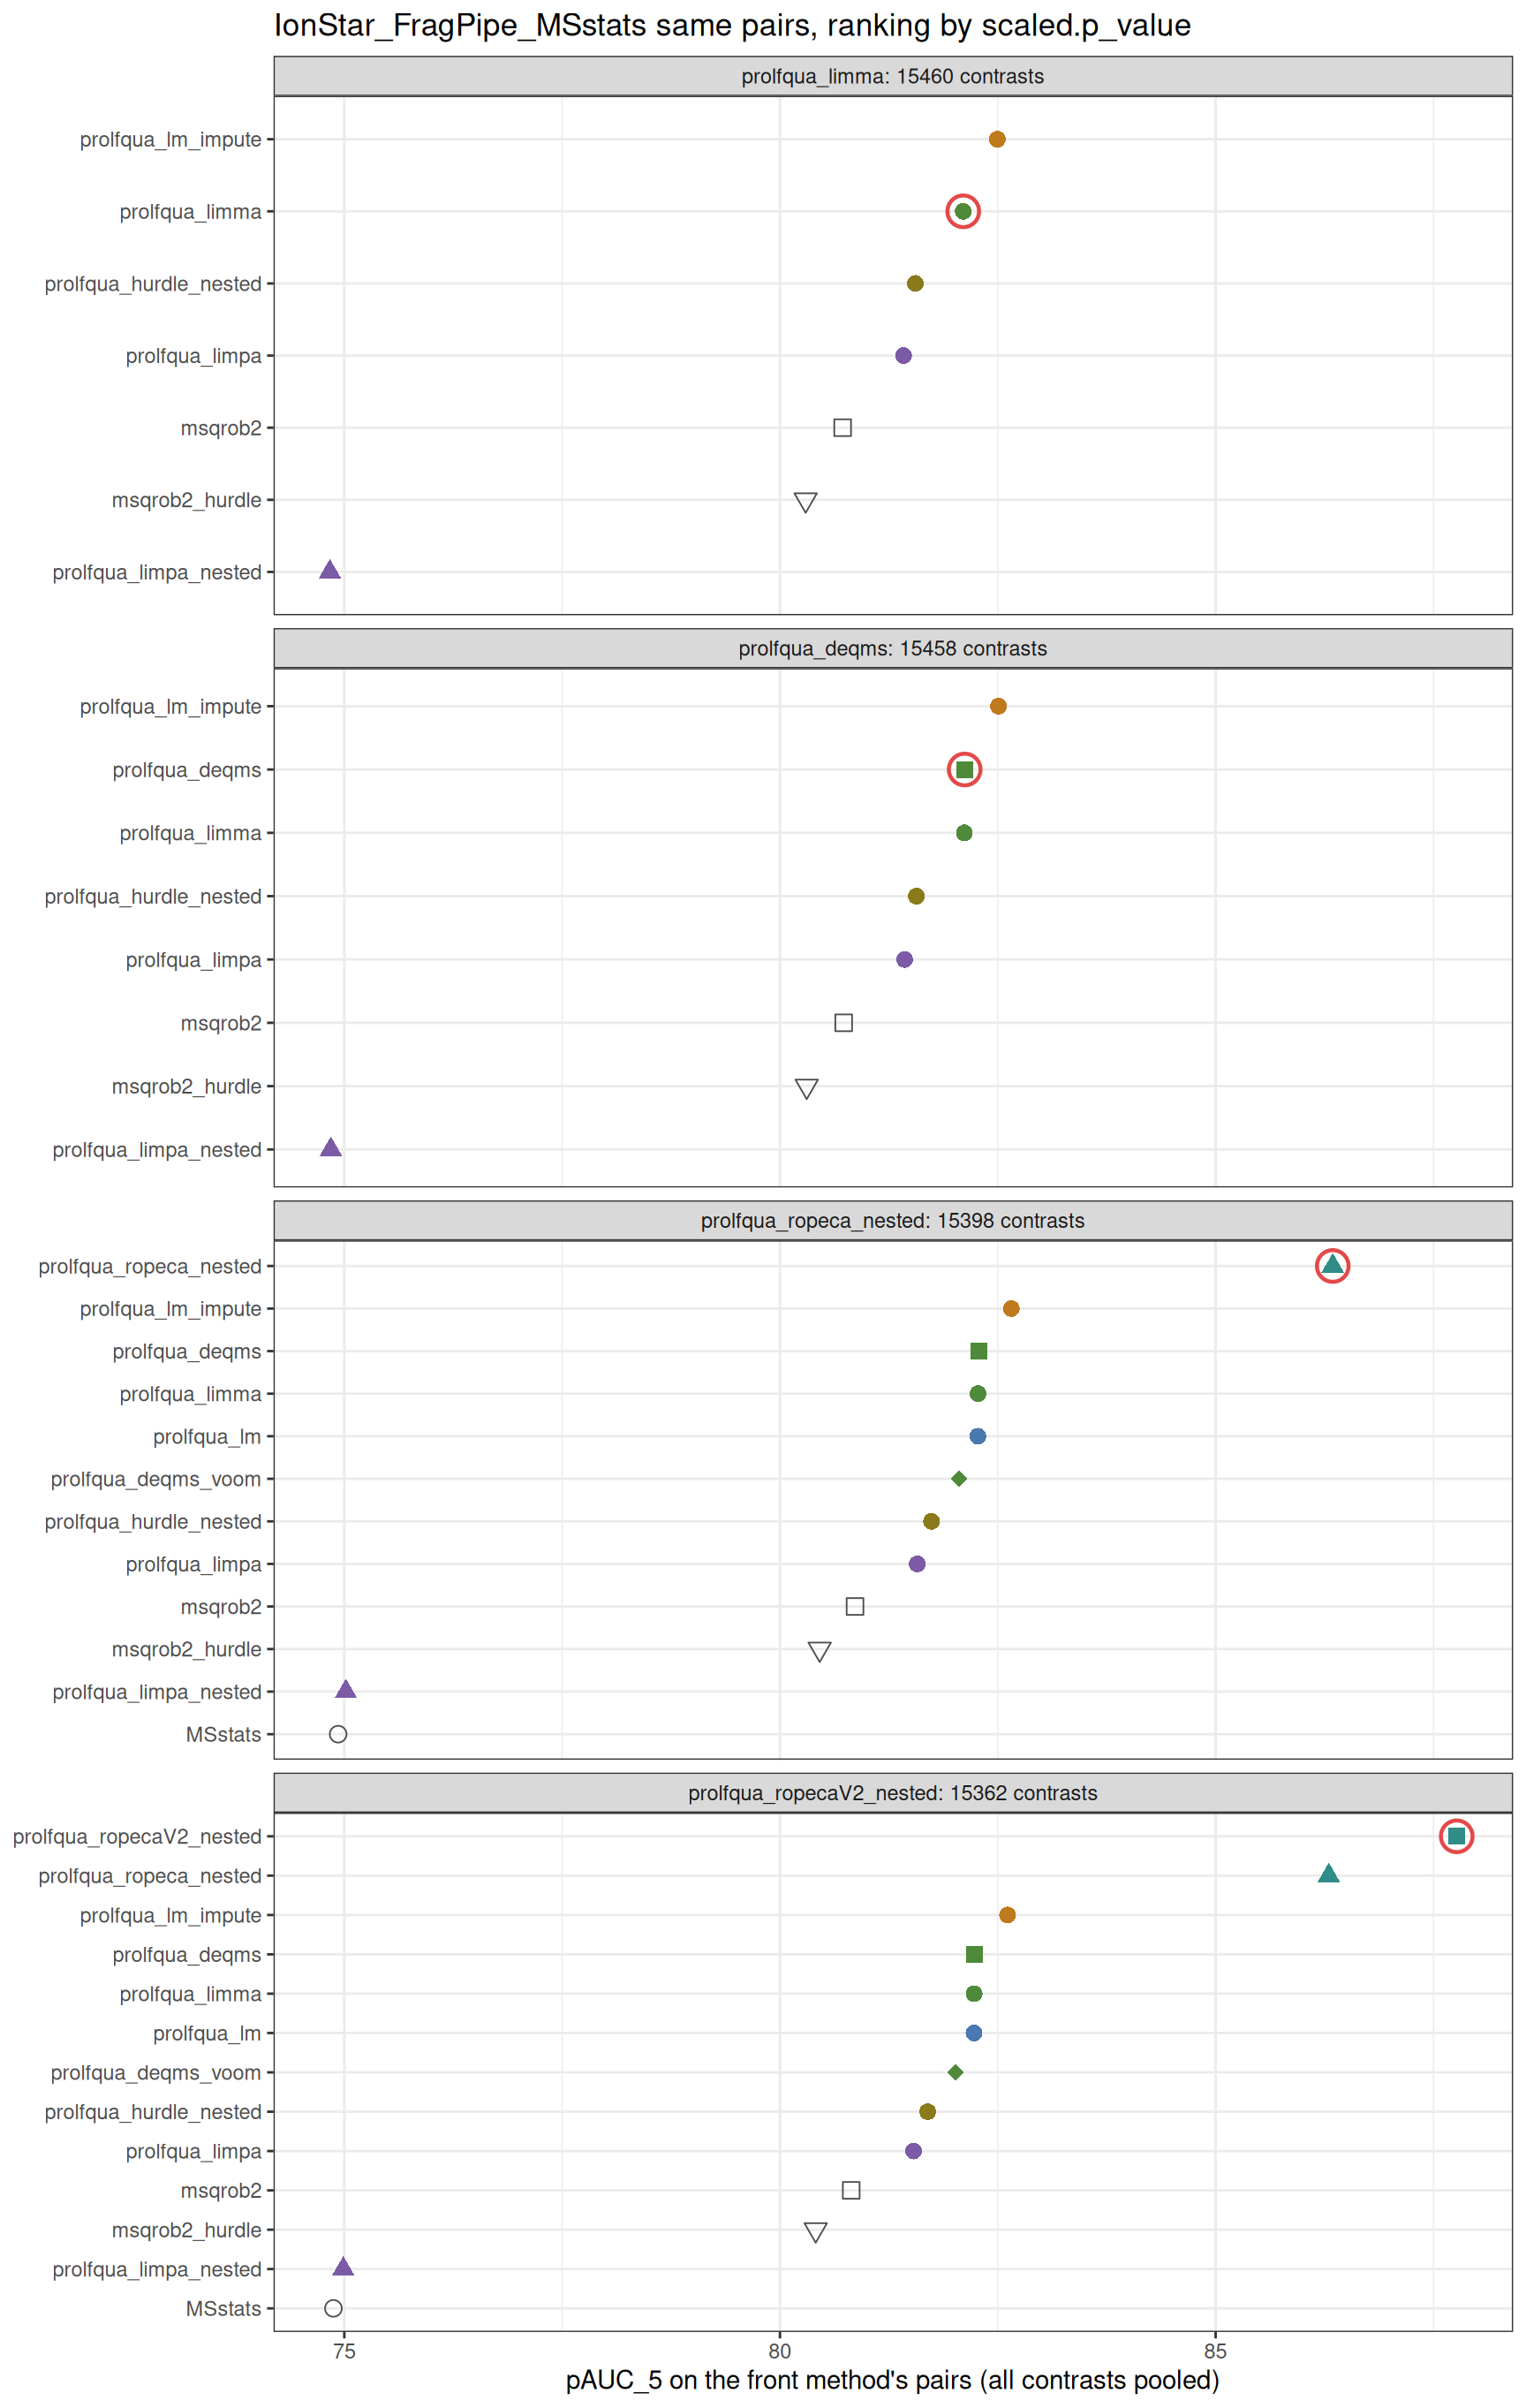 IonStar_FragPipe_MSstats same pairs, ranking by scaled.p_value
prolfqua_limma: 15460 contrasts
prolfqua_lm_impute
prolfqua_limma
prolfqua_hurdle_nested
prolfqua_limpa
msqrob2
msqrob2_hurdle
prolfqua_limpa_nested
prolfqua_deqms: 15458 contrasts
prolfqua_lm_impute
prolfqua_deqms
prolfqua_limma
prolfqua_hurdle_nested
prolfqua_limpa
msqrob2
msqrob2_hurdle
prolfqua_limpa_nested
prolfqua_ropeca_nested: 15398 contrasts
prolfqua_ropeca_nested
prolfqua_lm_impute
prolfqua_deqms
prolfqua_limma
prolfqua_lm
prolfqua_deqms_voom
prolfqua_hurdle_nested
prolfqua_limpa
msqrob2
msqrob2_hurdle
prolfqua_limpa_nested
MSstats
prolfqua_ropecaV2_nested: 15362 contrasts
prolfqua_ropecaV2_nested
prolfqua_ropeca_nested
prolfqua_lm_impute
prolfqua_deqms
prolfqua_limma
prolfqua_lm
prolfqua_deqms_voom
prolfqua_hurdle_nested
prolfqua_limpa
msqrob2
msqrob2_hurdle
prolfqua_limpa_nested
MSstats
75 80 85
pAUC_5 on the front method's pairs (all contrasts pooled)